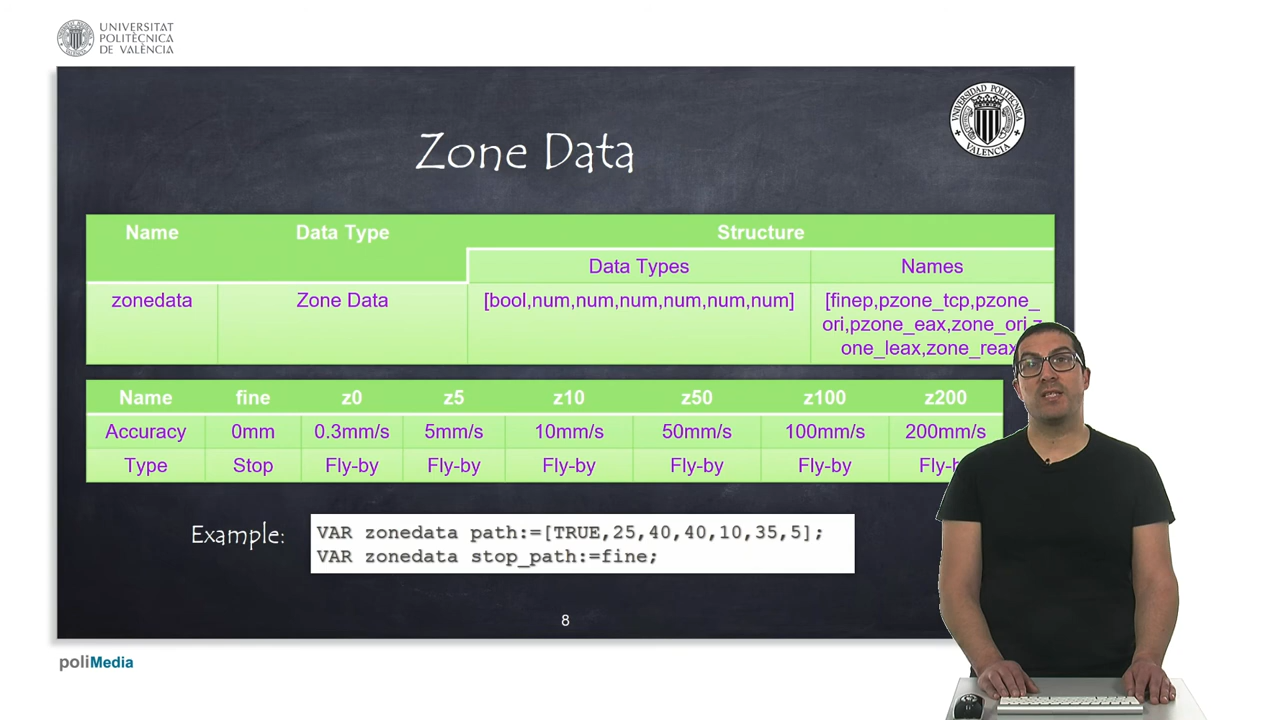 UNIVERSITAT
POLITÈCNICA
DE VALÈNCIA
UNIVERSIDAD POLITECNICA
VALENCIA
Zone Data
Name Data Type Structure
Data Types Names
zonedata Zone Data [bool,num,num,num,num,num,num] [finep,pzone_tcp,pzone_
ori,pzone_eax,zone_ori,z
one_leax,zone_reax
Name fine z0 z5 z10 z50 z100 z200
Accuracy 0mm 0.3mm/s 5mm/s 10mm/s 50mm/s 100mm/s 200mm/s
Type Stop Fly-by Fly-by Fly-by Fly-by Fly-by Fly-b
Example:
VAR zonedata path:=[TRUE,25,40,40,10,35,5];
VAR zonedata stop_path:=fine;
8
poliMedia